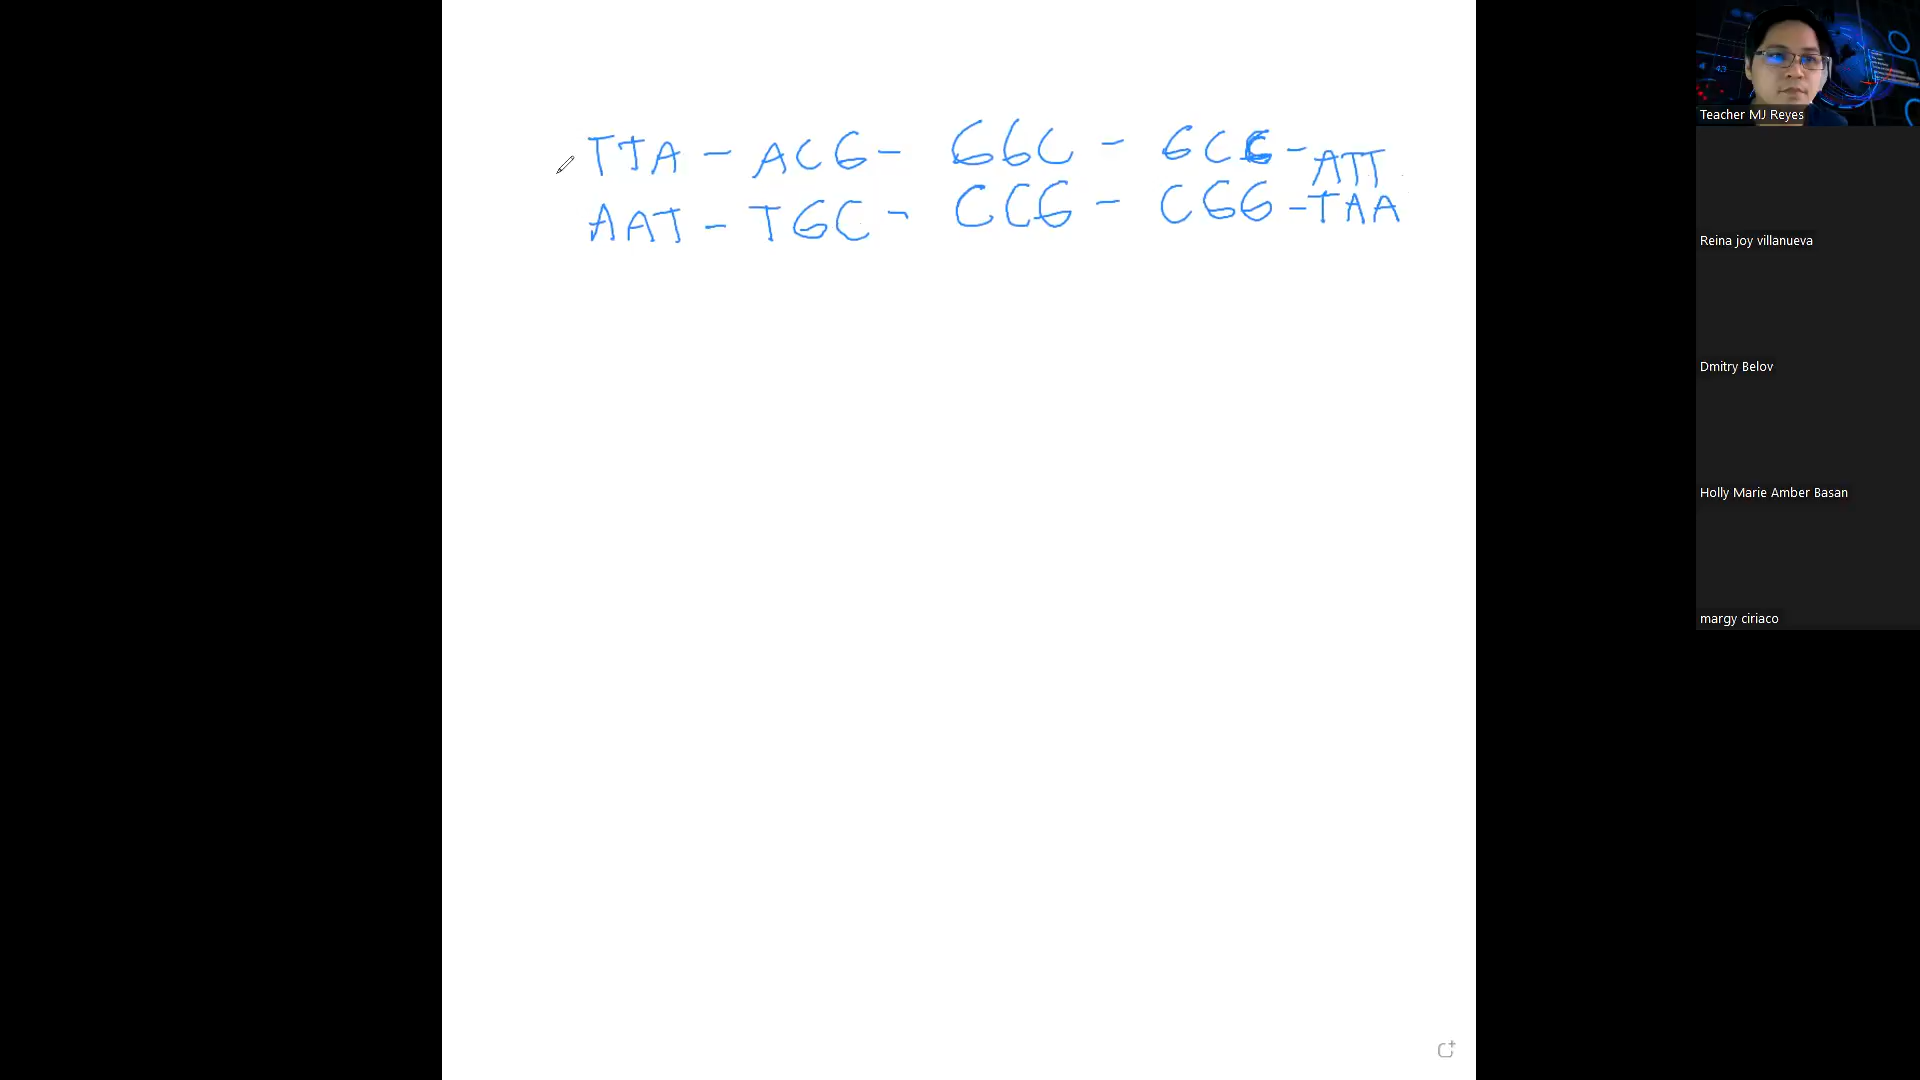 TTA - ACG - GGC - GCC - ATT
AAT - TGC - CCG - CGG - TAA
Teacher MJ Reyes
Reina joy villanueva
Dmitry Belov
Holly Marie Amber Basan
margy ciriaco